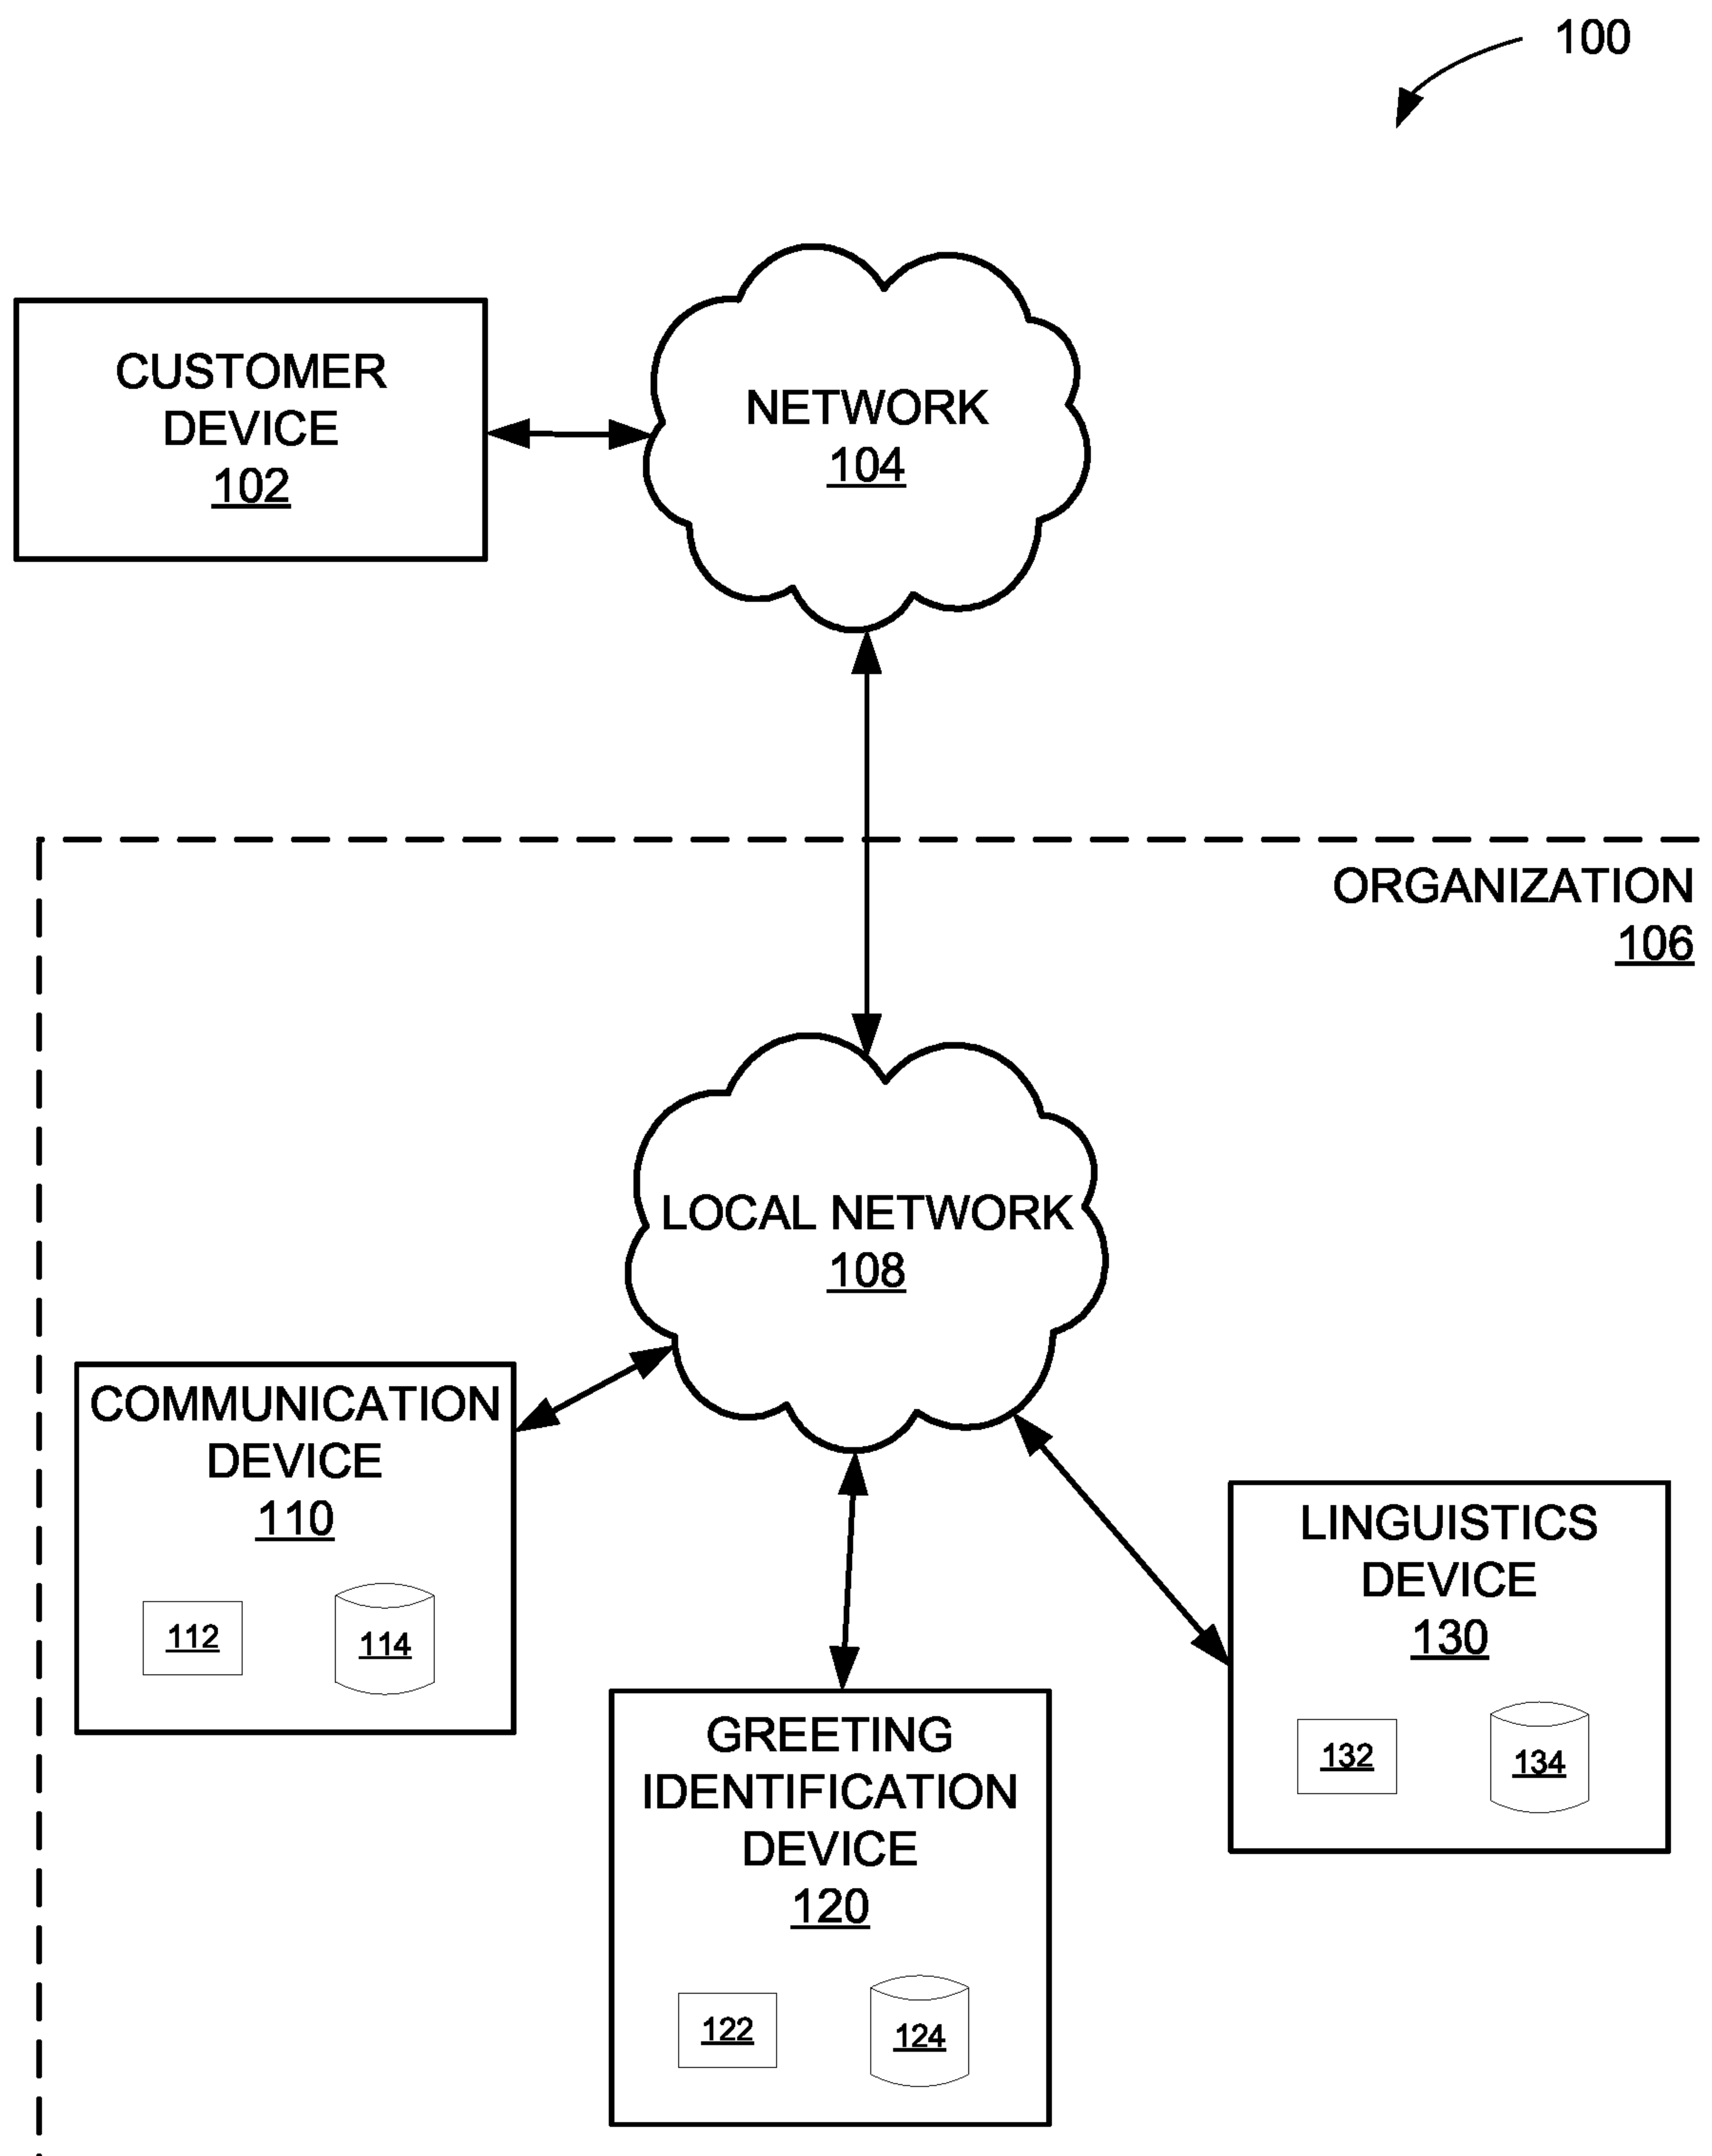 100
CUSTOMER
DEVICE
102
NETWORK
104
ORGANIZATION
106
LOCAL NETWORK
108
COMMUNICATION
DEVICE
110
112
114
LINGUISTICS
DEVICE
130
132
134
GREETING
IDENTIFICATION
DEVICE
120
122
124